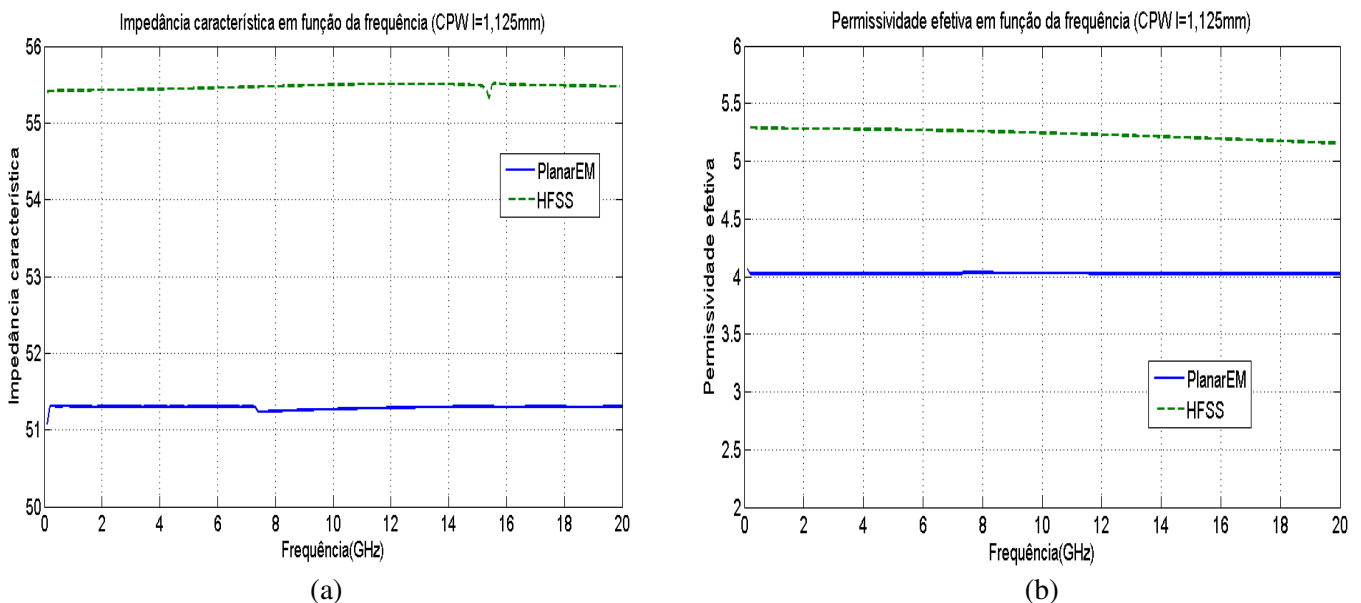 Impedância característica em função da frequência (CPW l=1,125mm)
56
55
54
53
52
51
50
Impedância característica
PlanarEM
HFSS
0 2 4 6 8 10 12 14 16 18 20
Frequência(GHz)
(a)
Permissividade efetiva em função da frequência (CPW l=1,125mm)
6
5.5
5
4.5
4
3.5
3
2.5
2
Permissividade efetiva
PlanarEM
HFSS
0 2 4 6 8 10 12 14 16 18 20
Frequência(GHz)
(b)